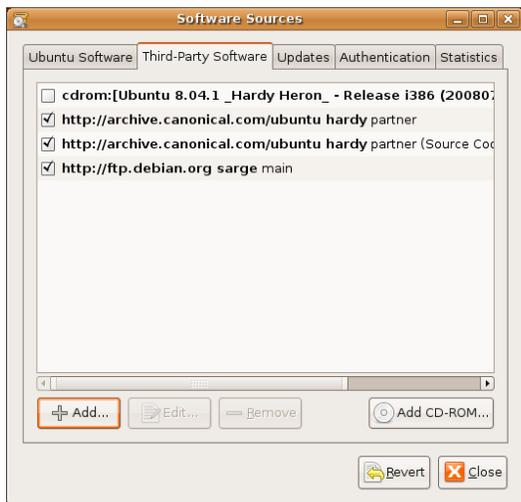 Software Sources
Ubuntu Software Third-Party Software Updates Authentication Statistics
cdrom:[Ubuntu 8.04.1 _Hardy Heron_ - Release i386 (200807
http://archive.canonical.com/ubuntu hardy partner
http://archive.canonical.com/ubuntu hardy partner (Source Cod
http://ftp.debian.org sarge main
Add... Edit... Remove Add CD-ROM...
Revert Close